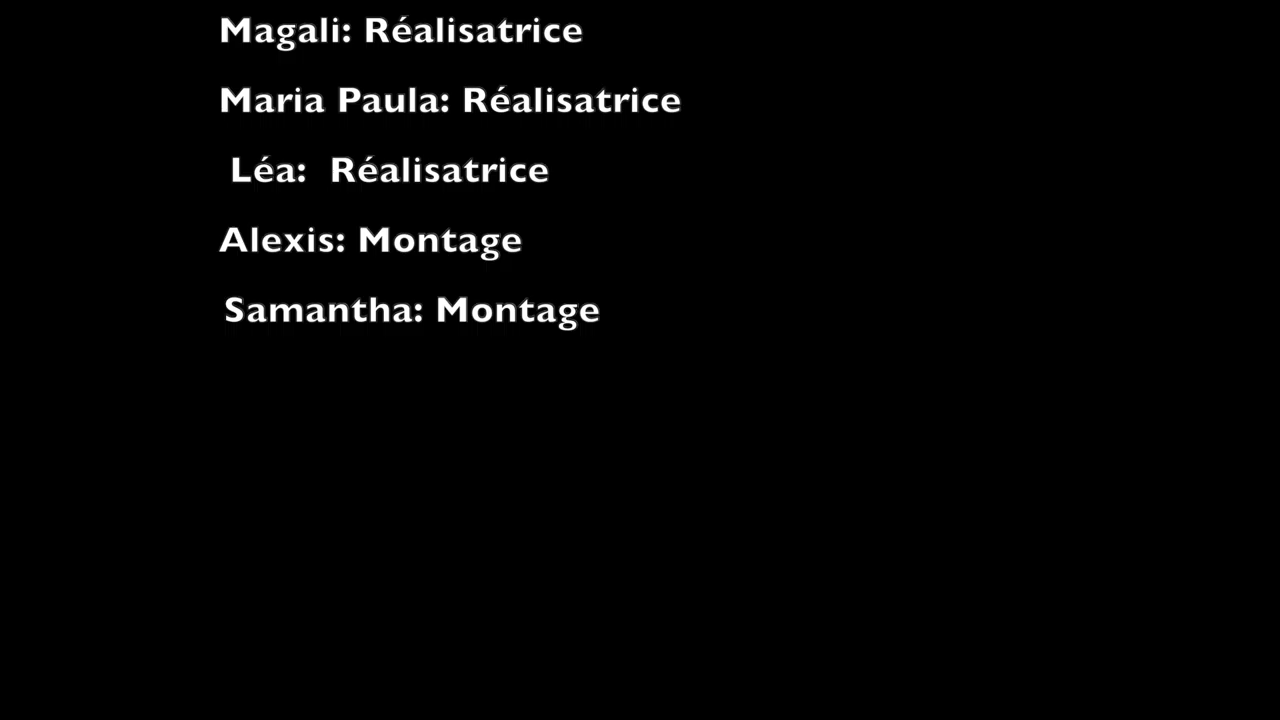 Magali: Réalisatrice
Maria Paula: Réalisatrice
Léa: Réalisatrice
Alexis: Montage
Samantha: Montage